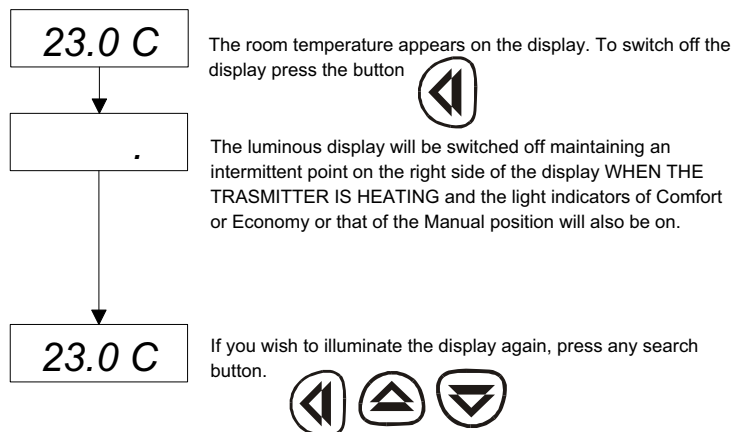 23.0 C
The room temperature appears on the display. To switch off the
display press the button
.
The luminous display will be switched off maintaining an
intermittent point on the right side of the display WHEN THE
TRASMITTER IS HEATING and the light indicators of Comfort
or Economy or that of the Manual position will also be on.
23.0 C
If you wish to illuminate the display again, press any search
button.